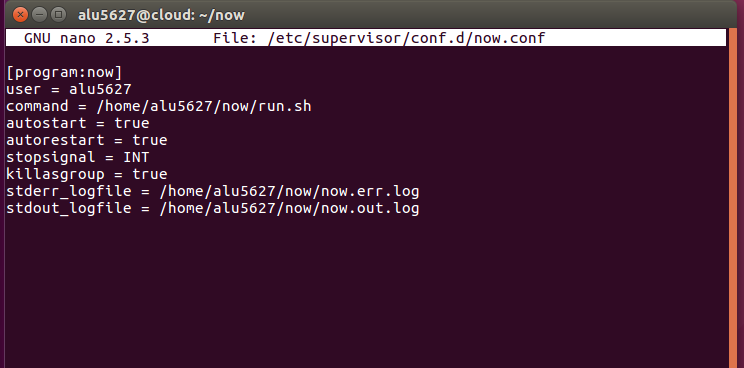 alu5627@cloud: ~/now
GNU nano 2.5.3 File: /etc/supervisor/conf.d/now.conf
[program:now]
user = alu5627
command = /home/alu5627/now/run.sh
autostart = true
autorestart = true
stopsignal = INT
killasgroup = true
stderr_logfile = /home/alu5627/now/now.err.log
stdout_logfile = /home/alu5627/now/now.out.log